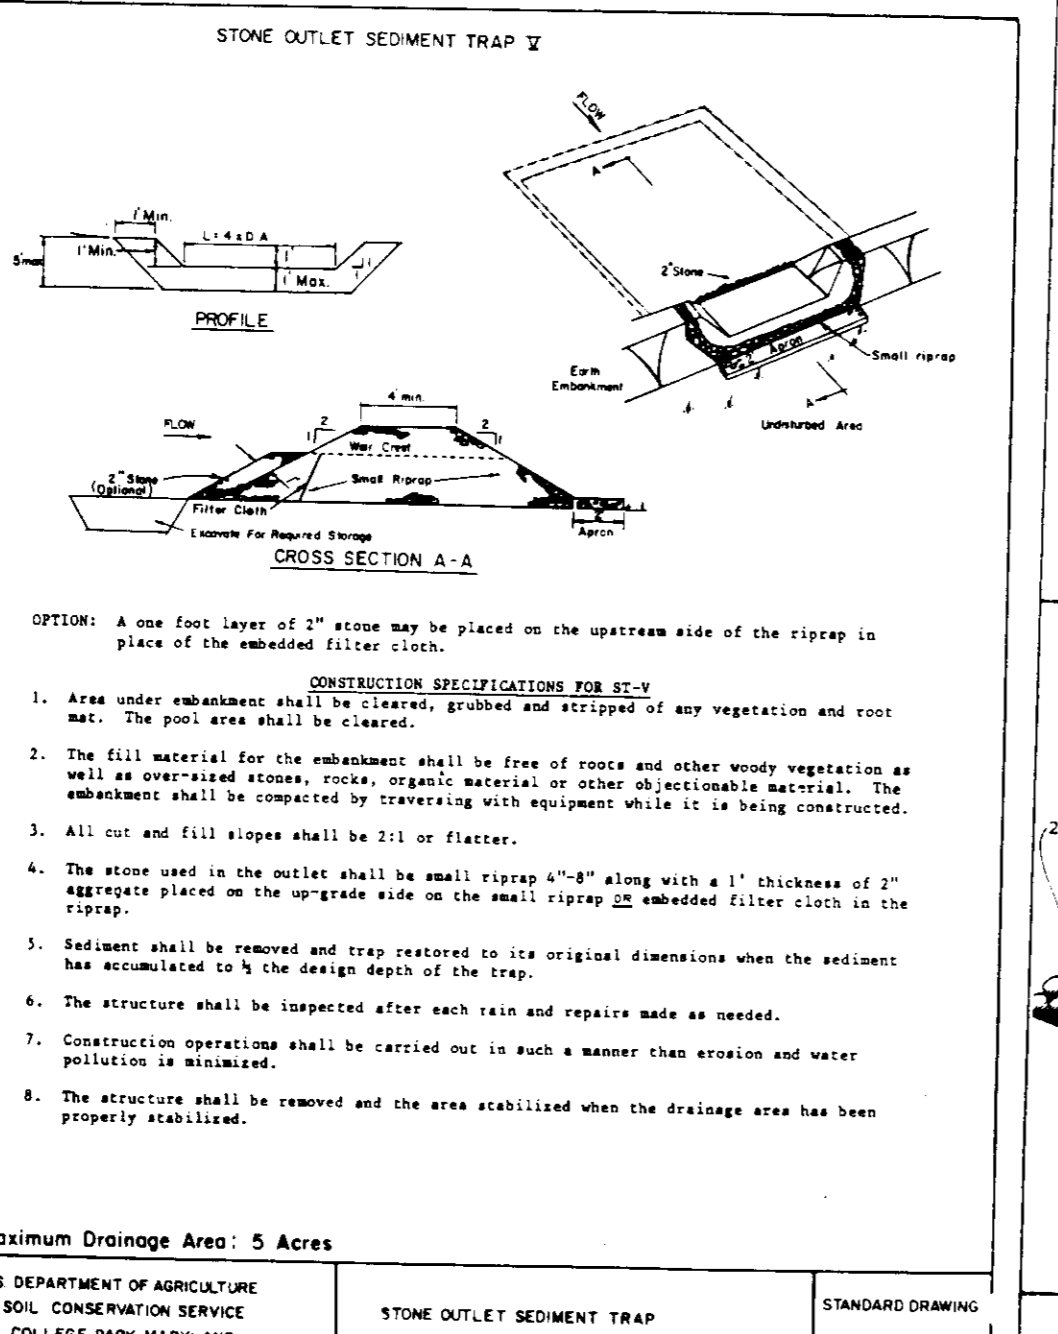 STONE OUTLET SEDIMENT TRAP V
FLOW
A
2" Stone
Apron
2'
Small riprap
Earth
Embankment
A
Undisturbed Area
1' Min.
1' Min.
L = 4 x D A
5' max
1'
1' Max.
1
1
PROFILE
4' min.
FLOW
2
1
2
1
Weir Crest
2" Stone
(Optional)
Small Riprap
Filter Cloth
Excavate For Required Storage
2'
Apron
CROSS SECTION A-A
OPTION: A one foot layer of 2" stone may be placed on the upstream side of the riprap in
place of the embedded filter cloth.
CONSTRUCTION SPECIFICATIONS FOR ST-V
1. Area under embankment shall be cleared, grubbed and stripped of any vegetation and root
mat. The pool area shall be cleared.
2. The fill material for the embankment shall be free of roots and other woody vegetation as
well as over-sized stones, rocks, organic material or other objectionable material. The
embankment shall be compacted by traversing with equipment while it is being constructed.
3. All cut and fill slopes shall be 2:1 or flatter.
4. The stone used in the outlet shall be small riprap 4"-8" along with a 1' thickness of 2"
aggregate placed on the up-grade side on the small riprap OR embedded filter cloth in the
riprap.
5. Sediment shall be removed and trap restored to its original dimensions when the sediment
has accumulated to ½ the design depth of the trap.
6. The structure shall be inspected after each rain and repairs made as needed.
7. Construction operations shall be carried out in such a manner than erosion and water
pollution is minimized.
8. The structure shall be removed and the area stabilized when the drainage area has been
properly stabilized.
aximum Drainage Area: 5 Acres
S. DEPARTMENT OF AGRICULTURE
SOIL CONSERVATION SERVICE
COLLEGE PARK MARYLAND
STONE OUTLET SEDIMENT TRAP
STANDARD DRAWING
2